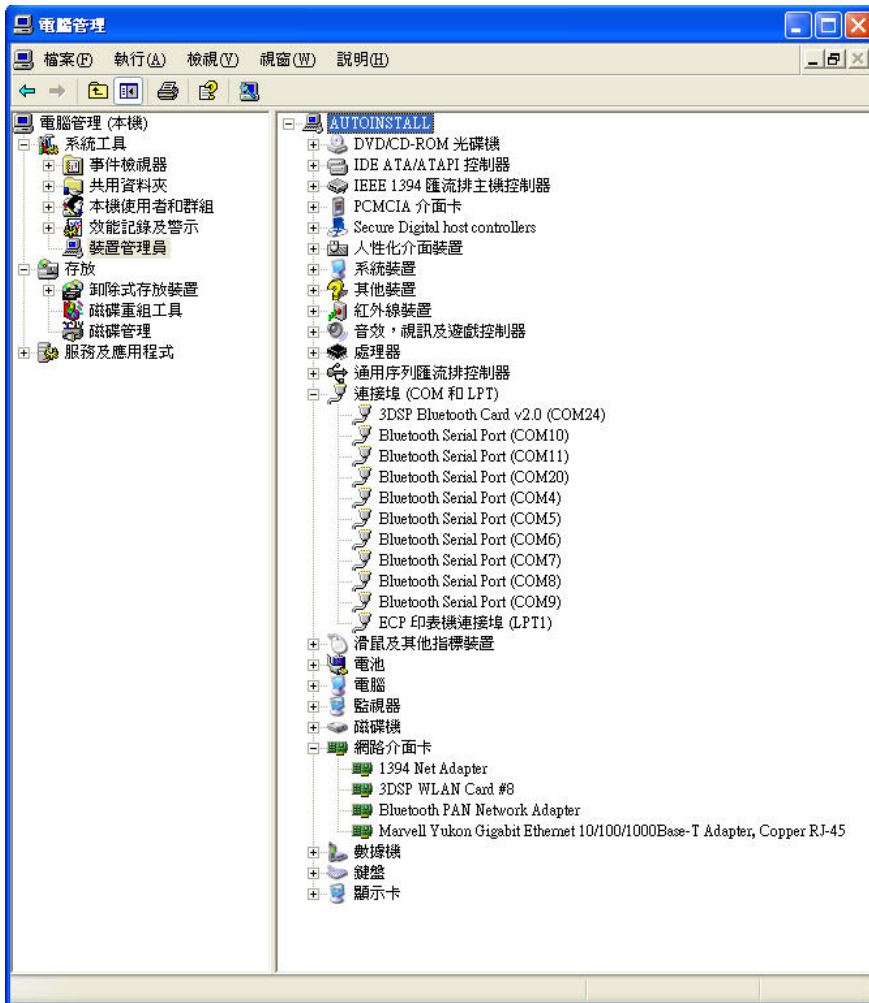 電腦管理
檔案(F) 執行(A) 檢視(V) 視窗(W) 說明(H)
電腦管理 (本機)
系統工具
事件檢視器
共用資料夾
本機使用者和群組
效能記錄及警示
裝置管理員
存放
卸除式存放裝置
磁碟重組工具
磁碟管理
服務及應用程式
AUTOINSTALL
DVD/CD-ROM 光碟機
IDE ATA/ATAPI 控制器
IEEE 1394 匯流排主機控制器
PCMCIA 介面卡
Secure Digital host controllers
人性化介面裝置
系統裝置
其他裝置
紅外線裝置
音效，視訊及遊戲控制器
處理器
通用序列匯流排控制器
連接埠 (COM 和 LPT)
3DSP Bluetooth Card v2.0 (COM24)
Bluetooth Serial Port (COM10)
Bluetooth Serial Port (COM11)
Bluetooth Serial Port (COM20)
Bluetooth Serial Port (COM4)
Bluetooth Serial Port (COM5)
Bluetooth Serial Port (COM6)
Bluetooth Serial Port (COM7)
Bluetooth Serial Port (COM8)
Bluetooth Serial Port (COM9)
ECP 印表機連接埠 (LPT1)
滑鼠及其他指標裝置
電池
電腦
監視器
磁碟機
網路介面卡
1394 Net Adapter
3DSP WLAN Card #8
Bluetooth PAN Network Adapter
Marvell Yukon Gigabit Ethernet 10/100/1000Base-T Adapter, Copper RJ-45
數據機
鍵盤
顯示卡